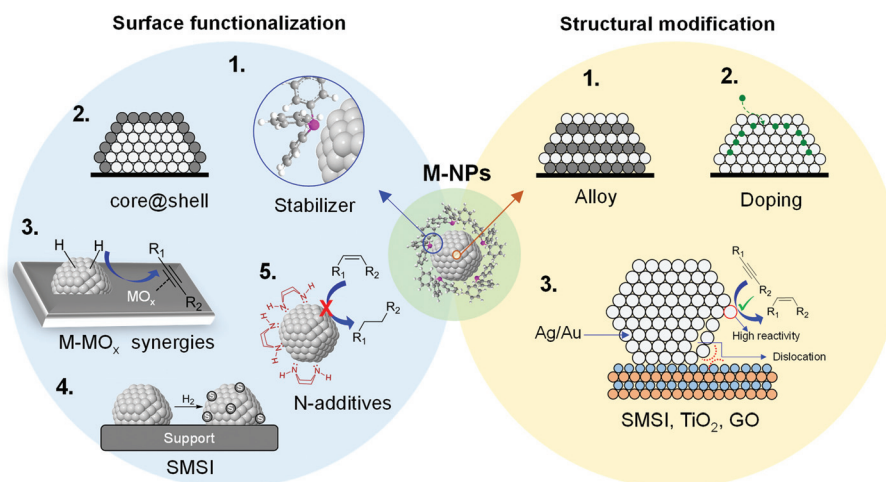 Surface functionalization
Structural modification
1.
Stabilizer
2.
core@shell
3.
H H
R1
R2
MOx
M-MOx synergies
4.
H2
S S S S
Support
SMSI
5.
R1 R2
X
R2
R1
H
N
N
H
N
H
N
H
NH
HN
N-additives
M-NPs
1.
Alloy
2.
Doping
3.
Ag/Au
R1
R2
R1 R2
High reactivity
Dislocation
SMSI, TiO2, GO